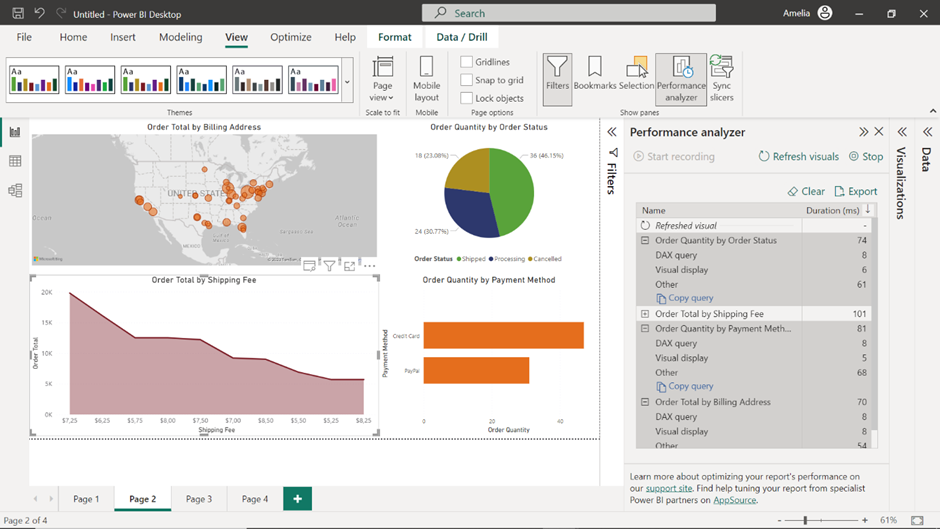 Untitled - Power BI Desktop
Search
Amelia
File Home Insert Modeling View Optimize Help Format Data / Drill
Aa Aa Aa Aa Aa Aa
Page view
Mobile layout
Gridlines
Snap to grid
Lock objects
Filters
Bookmarks
Selection
Performance analyzer
Sync slicers
Themes
Scale to fit
Mobile
Page options
Show panes
Order Total by Billing Address
UNITED STATES
MEXICO
Gulf of Mexico
Sargasso Sea
Ocean
Atlantic Ocean
Microsoft Bing
Order Quantity by Order Status
18 (23.08%)
36 (46.15%)
24 (30.77%)
Order Status Shipped Processing Cancelled
Order Total by Shipping Fee
Order Total
20K
15K
10K
5K
0K
$7,25 $6,25 $5,75 $8,00 $7,50 $7,00 $8,50 $5,50 $5,25 $8,25
Shipping Fee
Order Quantity by Payment Method
Payment Method
Credit Card
PayPal
0 20 40
Order Quantity
Filters
Performance analyzer
Start recording
Refresh visuals
Stop
Clear
Export
Name Duration (ms)
Refreshed visual -
Order Quantity by Order Status 74
DAX query 8
Visual display 6
Other 61
Copy query
Order Total by Shipping Fee 101
Order Quantity by Payment Meth... 81
DAX query 8
Visual display 5
Other 68
Copy query
Order Total by Billing Address 70
DAX query 8
Visual display 8
Other 54
Learn more about optimizing your report's performance on
our support site. Find help tuning your report from specialist
Power BI partners on AppSource.
Visualizations
Data
Page 1 Page 2 Page 3 Page 4 +
Page 2 of 4
- + 61%